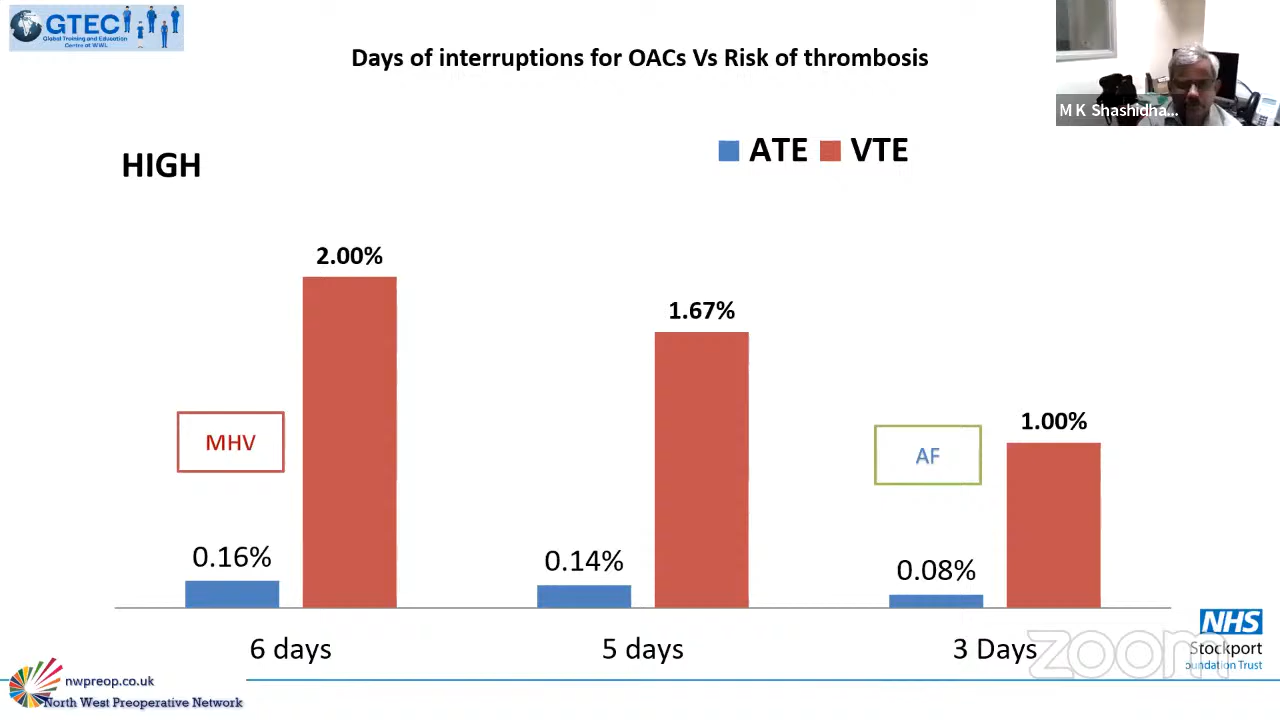 GTEC
Global Training and Education
Centre at WWL
Days of interruptions for OACs Vs Risk of thrombosis
M K Shashidha...
HIGH
ATE VTE
2.00%
1.67%
1.00%
MHV
AF
0.16%
0.14%
0.08%
6 days
5 days
3 Days
zoom
NHS
Stockport
oundation Trust
nwpreop.co.uk
North West Preoperative Network